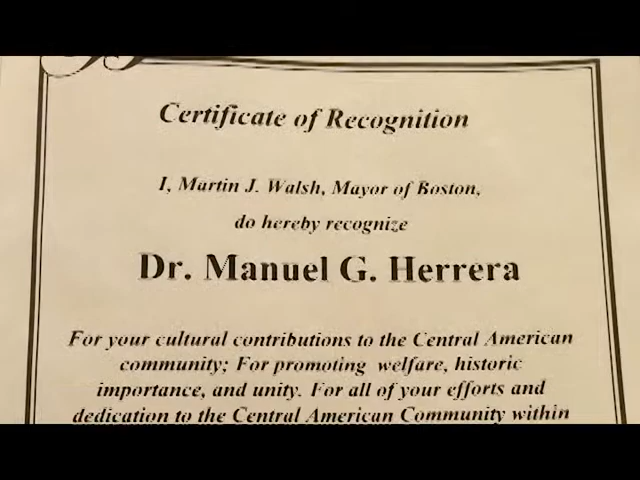 Certificate of Recognition
I, Martin J. Walsh, Mayor of Boston,
do hereby recognize
Dr. Manuel G. Herrera
For your cultural contributions to the Central American
community; For promoting welfare, historic
importance, and unity. For all of your efforts and
dedication to the Central American Community within